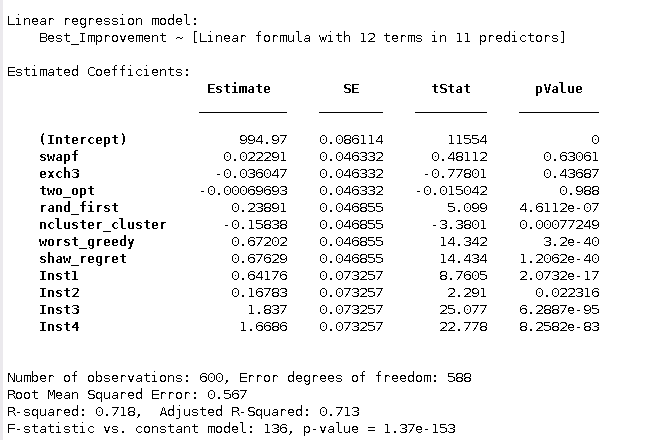 Linear regression model:
Best_Improvement ~ [Linear formula with 12 terms in 11 predictors]
Estimated Coefficients:
Estimate SE tStat pValue
(Intercept) 994.97 0.086114 11554 0
swapf 0.022291 0.046332 0.48112 0.63061
exch3 -0.036047 0.046332 -0.77801 0.43687
two_opt -0.00069693 0.046332 -0.015042 0.988
rand_first 0.23891 0.046855 5.099 4.6112e-07
ncluster_cluster -0.15838 0.046855 -3.3801 0.00077249
worst_greedy 0.67202 0.046855 14.342 3.2e-40
shaw_regret 0.67629 0.046855 14.434 1.2062e-40
Inst1 0.64176 0.073257 8.7605 2.0732e-17
Inst2 0.16783 0.073257 2.291 0.022316
Inst3 1.837 0.073257 25.077 6.2887e-95
Inst4 1.6686 0.073257 22.778 8.2582e-83
Number of observations: 600, Error degrees of freedom: 588
Root Mean Squared Error: 0.567
R-squared: 0.718, Adjusted R-Squared: 0.713
F-statistic vs. constant model: 136, p-value = 1.37e-153